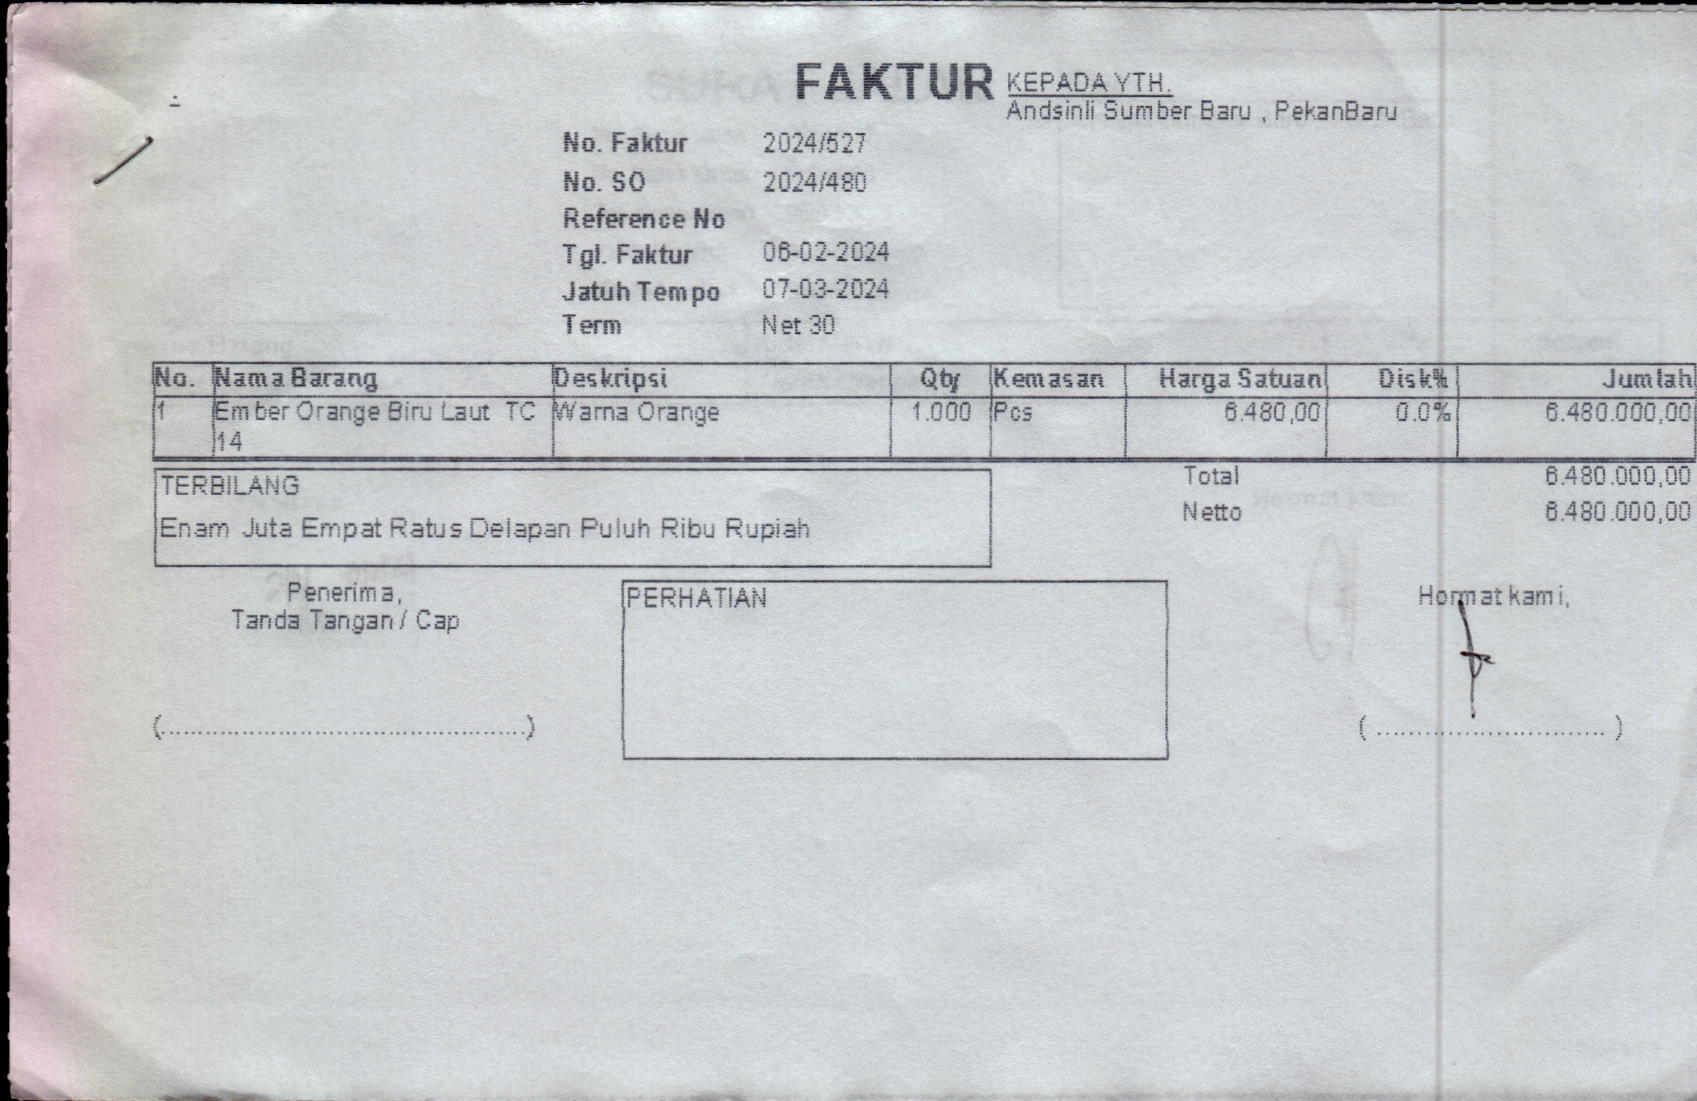 FAKTUR
KEPADA YTH.
Andsinli Sumber Baru , PekanBaru
No. Faktur 2024/527
No. SO 2024/480
Reference No
Tgl. Faktur 06-02-2024
Jatuh Tempo 07-03-2024
Term Net 30
No. Nama Barang Deskripsi Qty Kemasan Harga Satuan Disk% Jumlah
1 Ember Orange Biru Laut TC Warna Orange 1.000 Pcs 6.480,00 0.0% 6.480.000,00
14
Total 6.480.000,00
TERBILANG
Netto 6.480.000,00
Enam Juta Empat Ratus Delapan Puluh Ribu Rupiah
Penerima,
Tanda Tangan / Cap
PERHATIAN
Hormat kami,
(................................................)
(..............................)